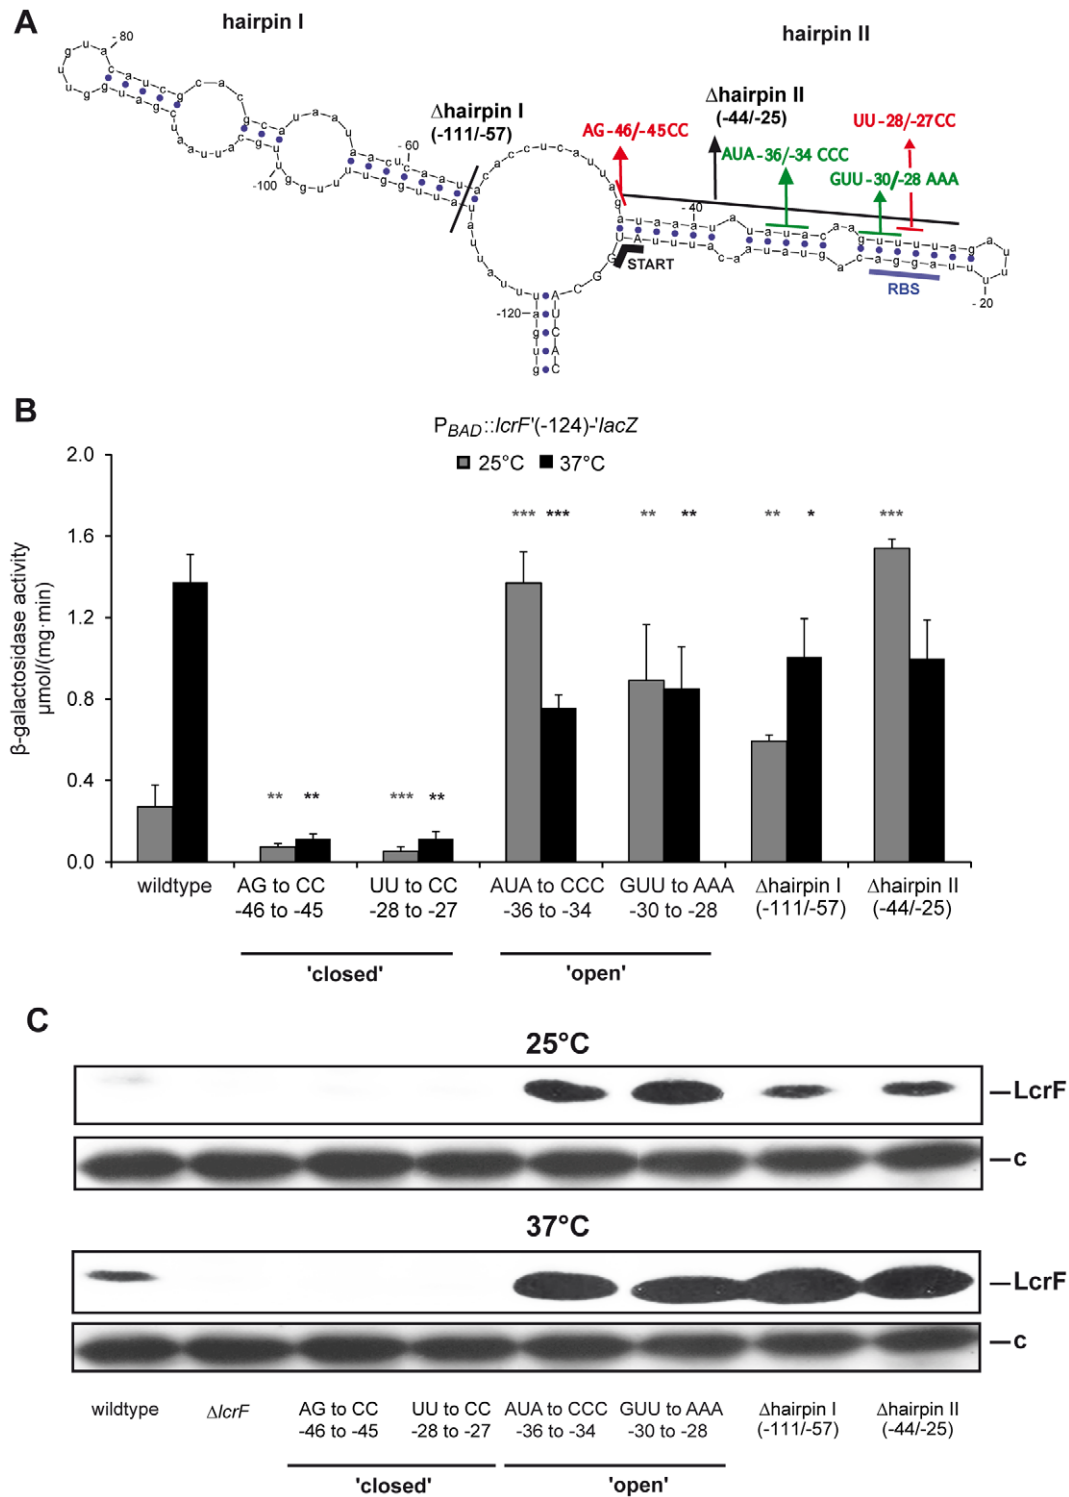 A
hairpin I
hairpin II
Δhairpin I
(-111/-57)
Δhairpin II
(-44/-25)
AG -46/-45CC
UU -28/-27CC
AUA -36/-34 CCC
GUU -30/-28 AAA
- 80
- 60
-100
- 40
- 20
-120
START
RBS
B
P_BAD::lcrF'(-124)-'lacZ
25°C 37°C
β-galactosidase activity
μmol/(mg·min)
2.0
1.6
1.2
0.8
0.4
0.0
** ** *** ** *** *** ** ** ** * ***
wildtype AG to CC UU to CC AUA to CCC GUU to AAA Δhairpin I Δhairpin II
-46 to -45 -28 to -27 -36 to -34 -30 to -28 (-111/-57) (-44/-25)
'closed' 'open'
C
25°C
LcrF
c
37°C
LcrF
c
wildtype ΔlcrF AG to CC UU to CC AUA to CCC GUU to AAA Δhairpin I Δhairpin II
-46 to -45 -28 to -27 -36 to -34 -30 to -28 (-111/-57) (-44/-25)
'closed' 'open'